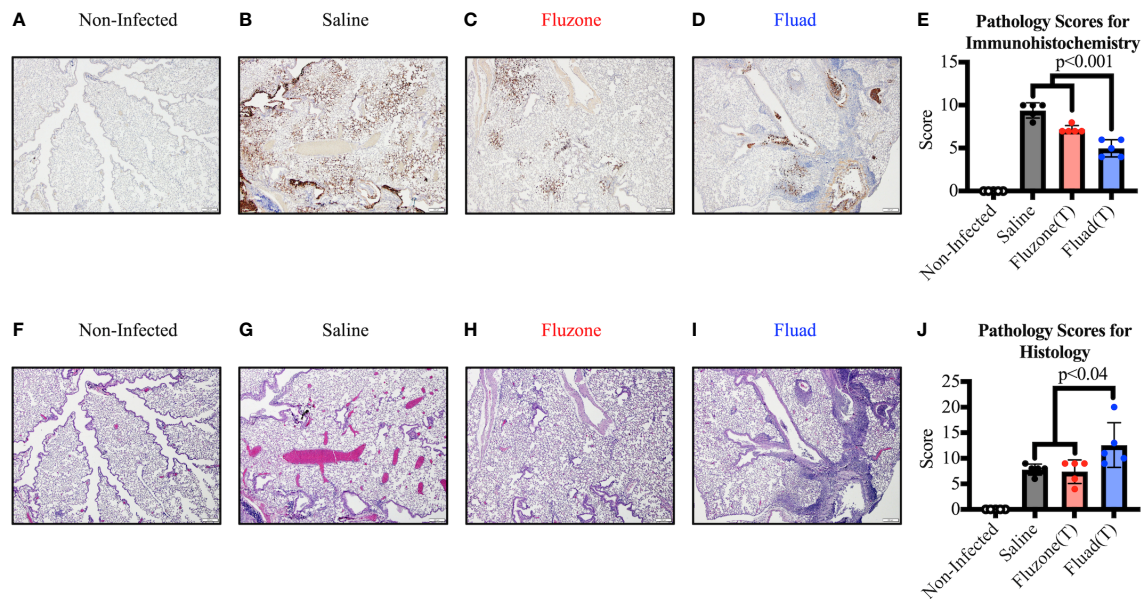 A Non-Infected B Saline C Fluzone D Fluad E Pathology Scores for
Immunohistochemistry
p<0.001
15
10
5
0
Score
Non-Infected
Saline
Fluzone(T)
Fluad(T)
F Non-Infected G Saline H Fluzone I Fluad J Pathology Scores for
Histology
p<0.04
25
20
15
10
5
0
Score
Non-Infected
Saline
Fluzone(T)
Fluad(T)